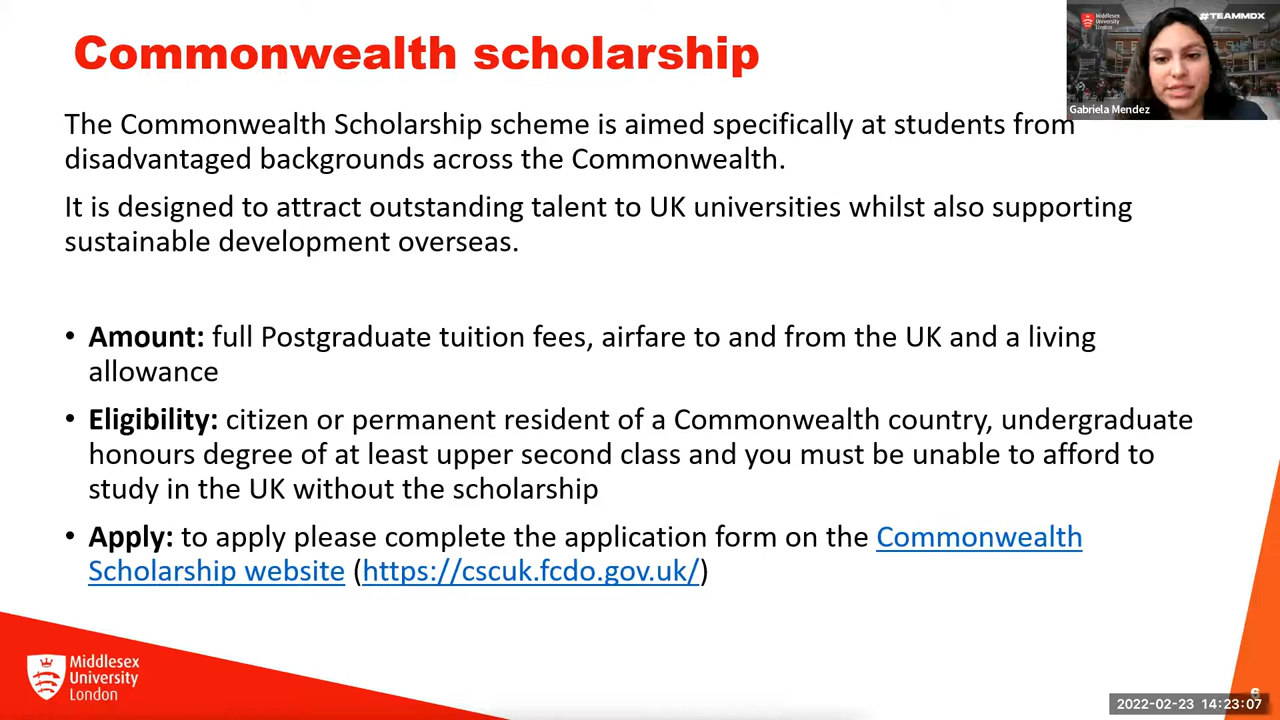 Commonwealth scholarship
Middlesex
University
London
#TEAMMDX
Gabriela Mendez
The Commonwealth Scholarship scheme is aimed specifically at students from
disadvantaged backgrounds across the Commonwealth.
It is designed to attract outstanding talent to UK universities whilst also supporting
sustainable development overseas.
• Amount: full Postgraduate tuition fees, airfare to and from the UK and a living
allowance
• Eligibility: citizen or permanent resident of a Commonwealth country, undergraduate
honours degree of at least upper second class and you must be unable to afford to
study in the UK without the scholarship
• Apply: to apply please complete the application form on the Commonwealth
Scholarship website (https://cscuk.fcdo.gov.uk/)
Middlesex
University
London
6
2022-02-23 14:23:07